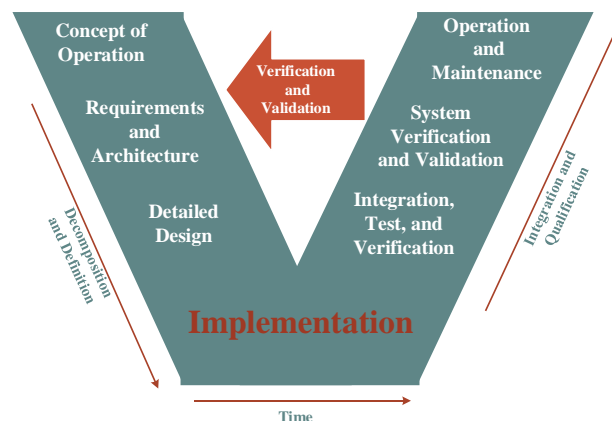 Concept of
Operation
Requirements
and
Architecture
Detailed
Design
Decomposition
and Definition
Verification
and
Validation
Operation
and
Maintenance
System
Verification
and Validation
Integration,
Test, and
Verification
Integration and
Qualification
Implementation
Time